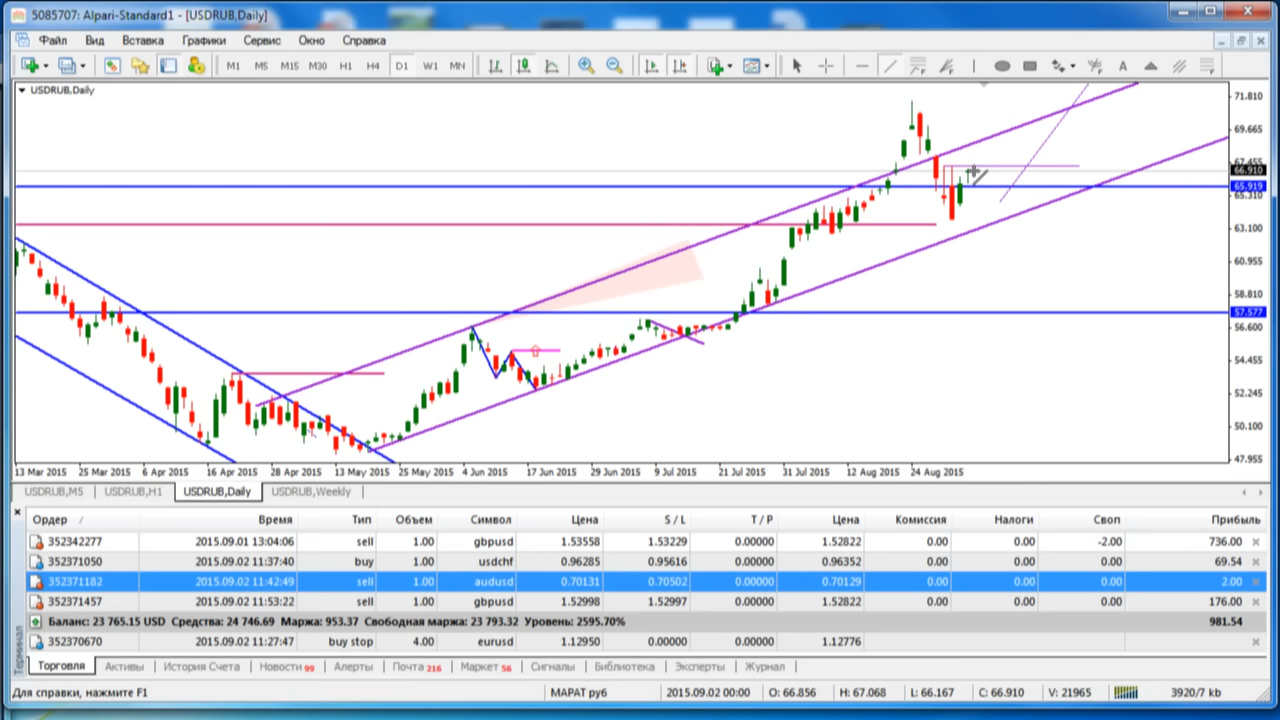 5085707: Alpari-Standard1 - [USDRUB,Daily]
Файл Вид Вставка Графики Сервис Окно Справка
M1 M5 M15 M30 H1 H4 D1 W1 MN A
USDRUB,Daily
71.810
69.665
67.455
66.910
65.919
65.310
63.100
60.955
58.810
57.577
56.600
54.455
52.245
50.100
47.955
13 Mar 2015 25 Mar 2015 6 Apr 2015 16 Apr 2015 28 Apr 2015 13 May 2015 25 May 2015 4 Jun 2015 17 Jun 2015 29 Jun 2015 9 Jul 2015 21 Jul 2015 31 Jul 2015 12 Aug 2015 24 Aug 2015
USDRUB,M5 USDRUB,H1 USDRUB,Daily USDRUB,Weekly
Ордер / Время Тип Объем Символ Цена S / L T / P Цена Комиссия Налоги Своп Прибыль
352342277 2015.09.01 13:04:06 sell 1.00 gbpusd 1.53558 1.53229 0.00000 1.52822 0.00 0.00 -2.00 736.00
352371050 2015.09.02 11:37:40 buy 1.00 usdchf 0.96285 0.95616 0.00000 0.96352 0.00 0.00 0.00 69.54
352371182 2015.09.02 11:42:49 sell 1.00 audusd 0.70131 0.70502 0.00000 0.70129 0.00 0.00 0.00 2.00
352371457 2015.09.02 11:53:22 sell 1.00 gbpusd 1.52998 1.52997 0.00000 1.52822 0.00 0.00 0.00 176.00
Баланс: 23 765.15 USD Средства: 24 746.69 Маржа: 953.37 Свободная маржа: 23 793.32 Уровень: 2595.70% 981.54
352370670 2015.09.02 11:27:47 buy stop 4.00 eurusd 1.12950 0.00000 0.00000 1.12776
Терминал
Торговля Активы История Счета Новости 99 Алерты Почта 216 Маркет 56 Сигналы Библиотека Эксперты Журнал
Для справки, нажмите F1 МАРАТ руб 2015.09.02 00:00 O: 66.856 H: 67.068 L: 66.167 C: 66.910 V: 21965 3920/7 kb